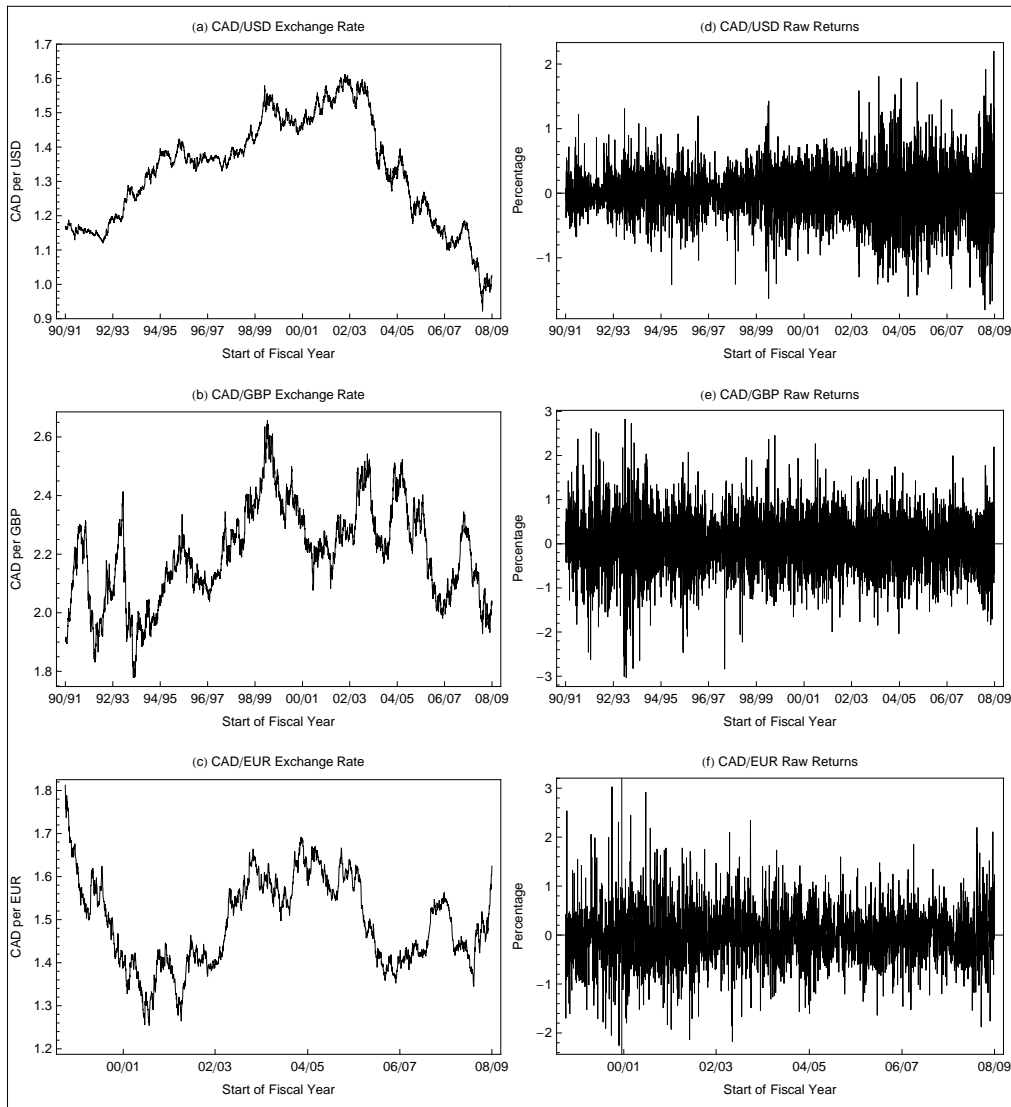 (a) CAD/USD Exchange Rate
CAD per USD
1.7
1.6
1.5
1.4
1.3
1.2
1.1
1.0
0.9
90/91 92/93 94/95 96/97 98/99 00/01 02/03 04/05 06/07 08/09
Start of Fiscal Year
(d) CAD/USD Raw Returns
Percentage
2
1
0
−1
90/91 92/93 94/95 96/97 98/99 00/01 02/03 04/05 06/07 08/09
Start of Fiscal Year
(b) CAD/GBP Exchange Rate
CAD per GBP
2.6
2.4
2.2
2.0
1.8
90/91 92/93 94/95 96/97 98/99 00/01 02/03 04/05 06/07 08/09
Start of Fiscal Year
(e) CAD/GBP Raw Returns
Percentage
3
2
1
0
−1
−2
−3
90/91 92/93 94/95 96/97 98/99 00/01 02/03 04/05 06/07 08/09
Start of Fiscal Year
(c) CAD/EUR Exchange Rate
CAD per EUR
1.8
1.7
1.6
1.5
1.4
1.3
1.2
00/01 02/03 04/05 06/07 08/09
Start of Fiscal Year
(f) CAD/EUR Raw Returns
Percentage
3
2
1
0
−1
−2
00/01 02/03 04/05 06/07 08/09
Start of Fiscal Year